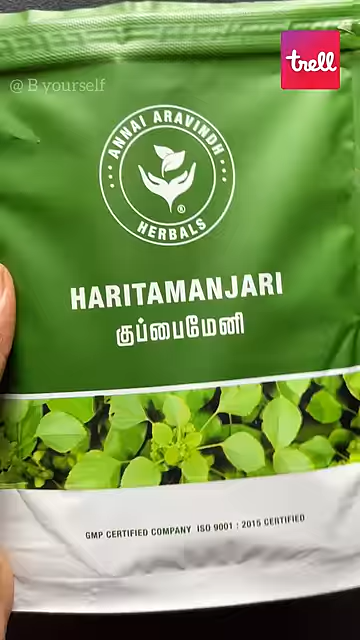 trell
@ B yourself
ANNAI ARAVINDH
®
HERBALS
HARITAMANJARI
குப்பைமேனி
GMP CERTIFIED COMPANY ISO 9001 : 2015 CERTIFIED